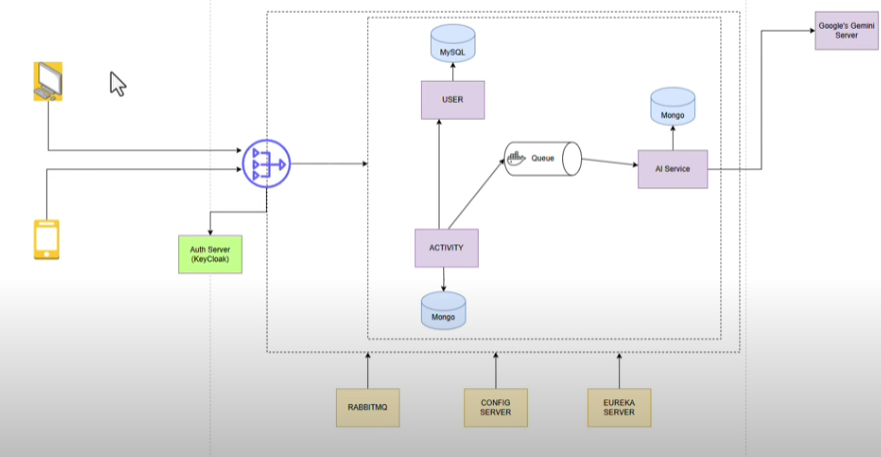 Google's Gemini
Server
MySQL
USER
Mongo
Queue
AI Service
Auth Server
(KeyCloak)
ACTIVITY
Mongo
RABBITMQ
CONFIG
SERVER
EUREKA
SERVER